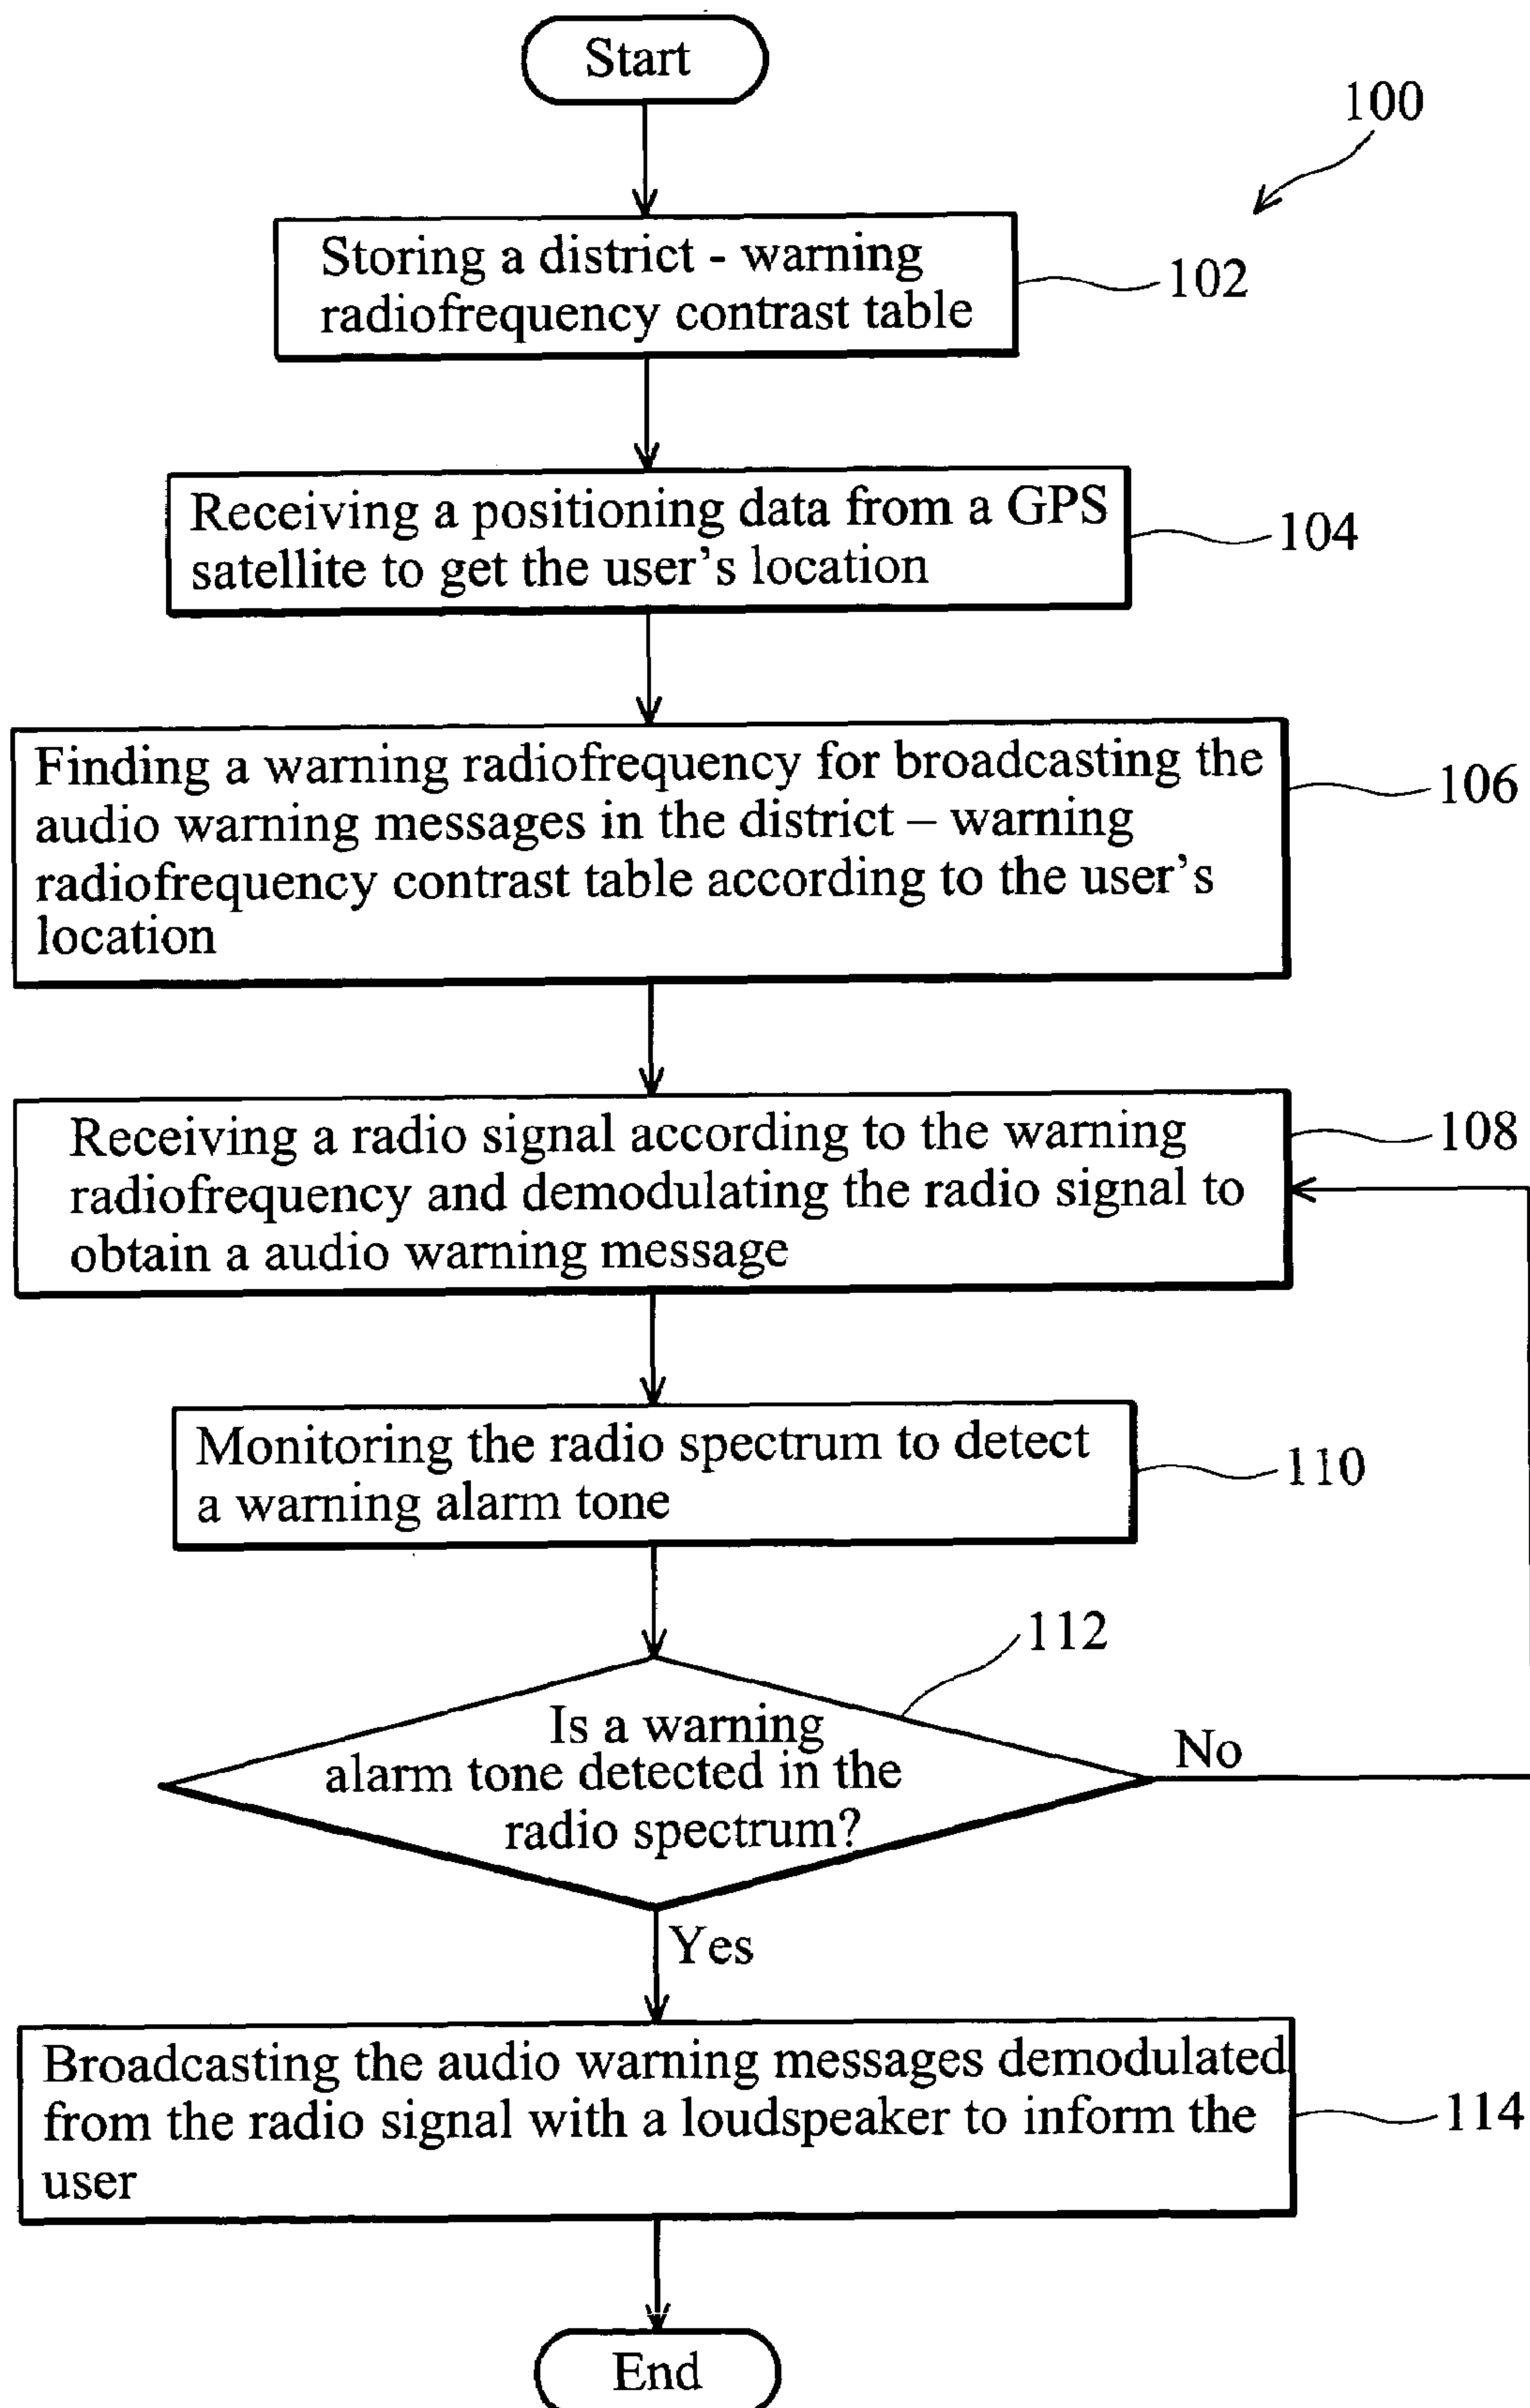 Start
100
Storing a district - warning
radiofrequency contrast table
102
Receiving a positioning data from a GPS
satellite to get the user's location
104
Finding a warning radiofrequency for broadcasting the
audio warning messages in the district – warning
radiofrequency contrast table according to the user's
location
106
Receiving a radio signal according to the warning
radiofrequency and demodulating the radio signal to
obtain a audio warning message
108
Monitoring the radio spectrum to detect
a warning alarm tone
110
112
Is a warning
alarm tone detected in the
radio spectrum?
No
Yes
Broadcasting the audio warning messages demodulated
from the radio signal with a loudspeaker to inform the
user
114
End